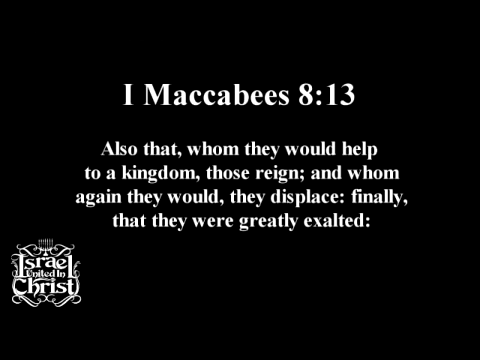 I Maccabees 8:13
Also that, whom they would help
to a kingdom, those reign; and whom
again they would, they displace: finally,
that they were greatly exalted:
Israel
United In
Christ